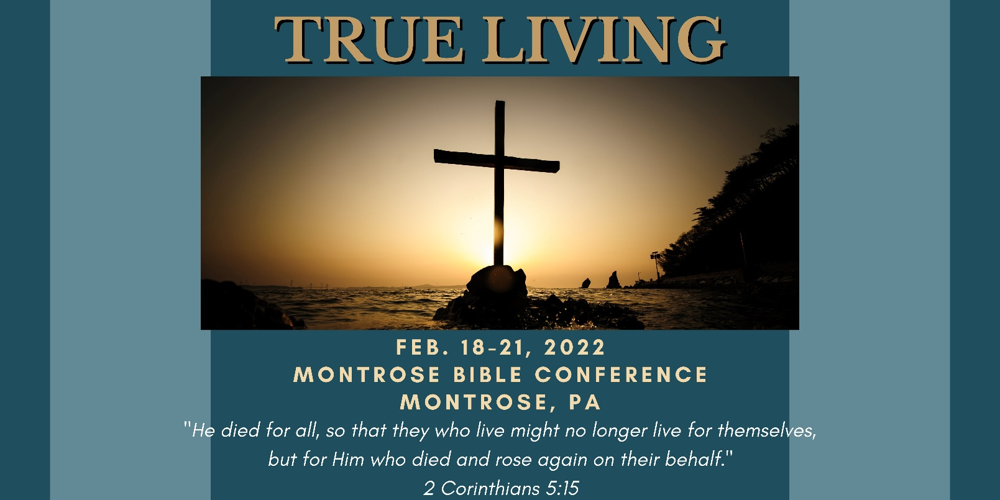 TRUE LIVING
FEB. 18-21, 2022
MONTROSE BIBLE CONFERENCE
MONTROSE, PA
"He died for all, so that they who live might no longer live for themselves,
but for Him who died and rose again on their behalf."
2 Corinthians 5:15